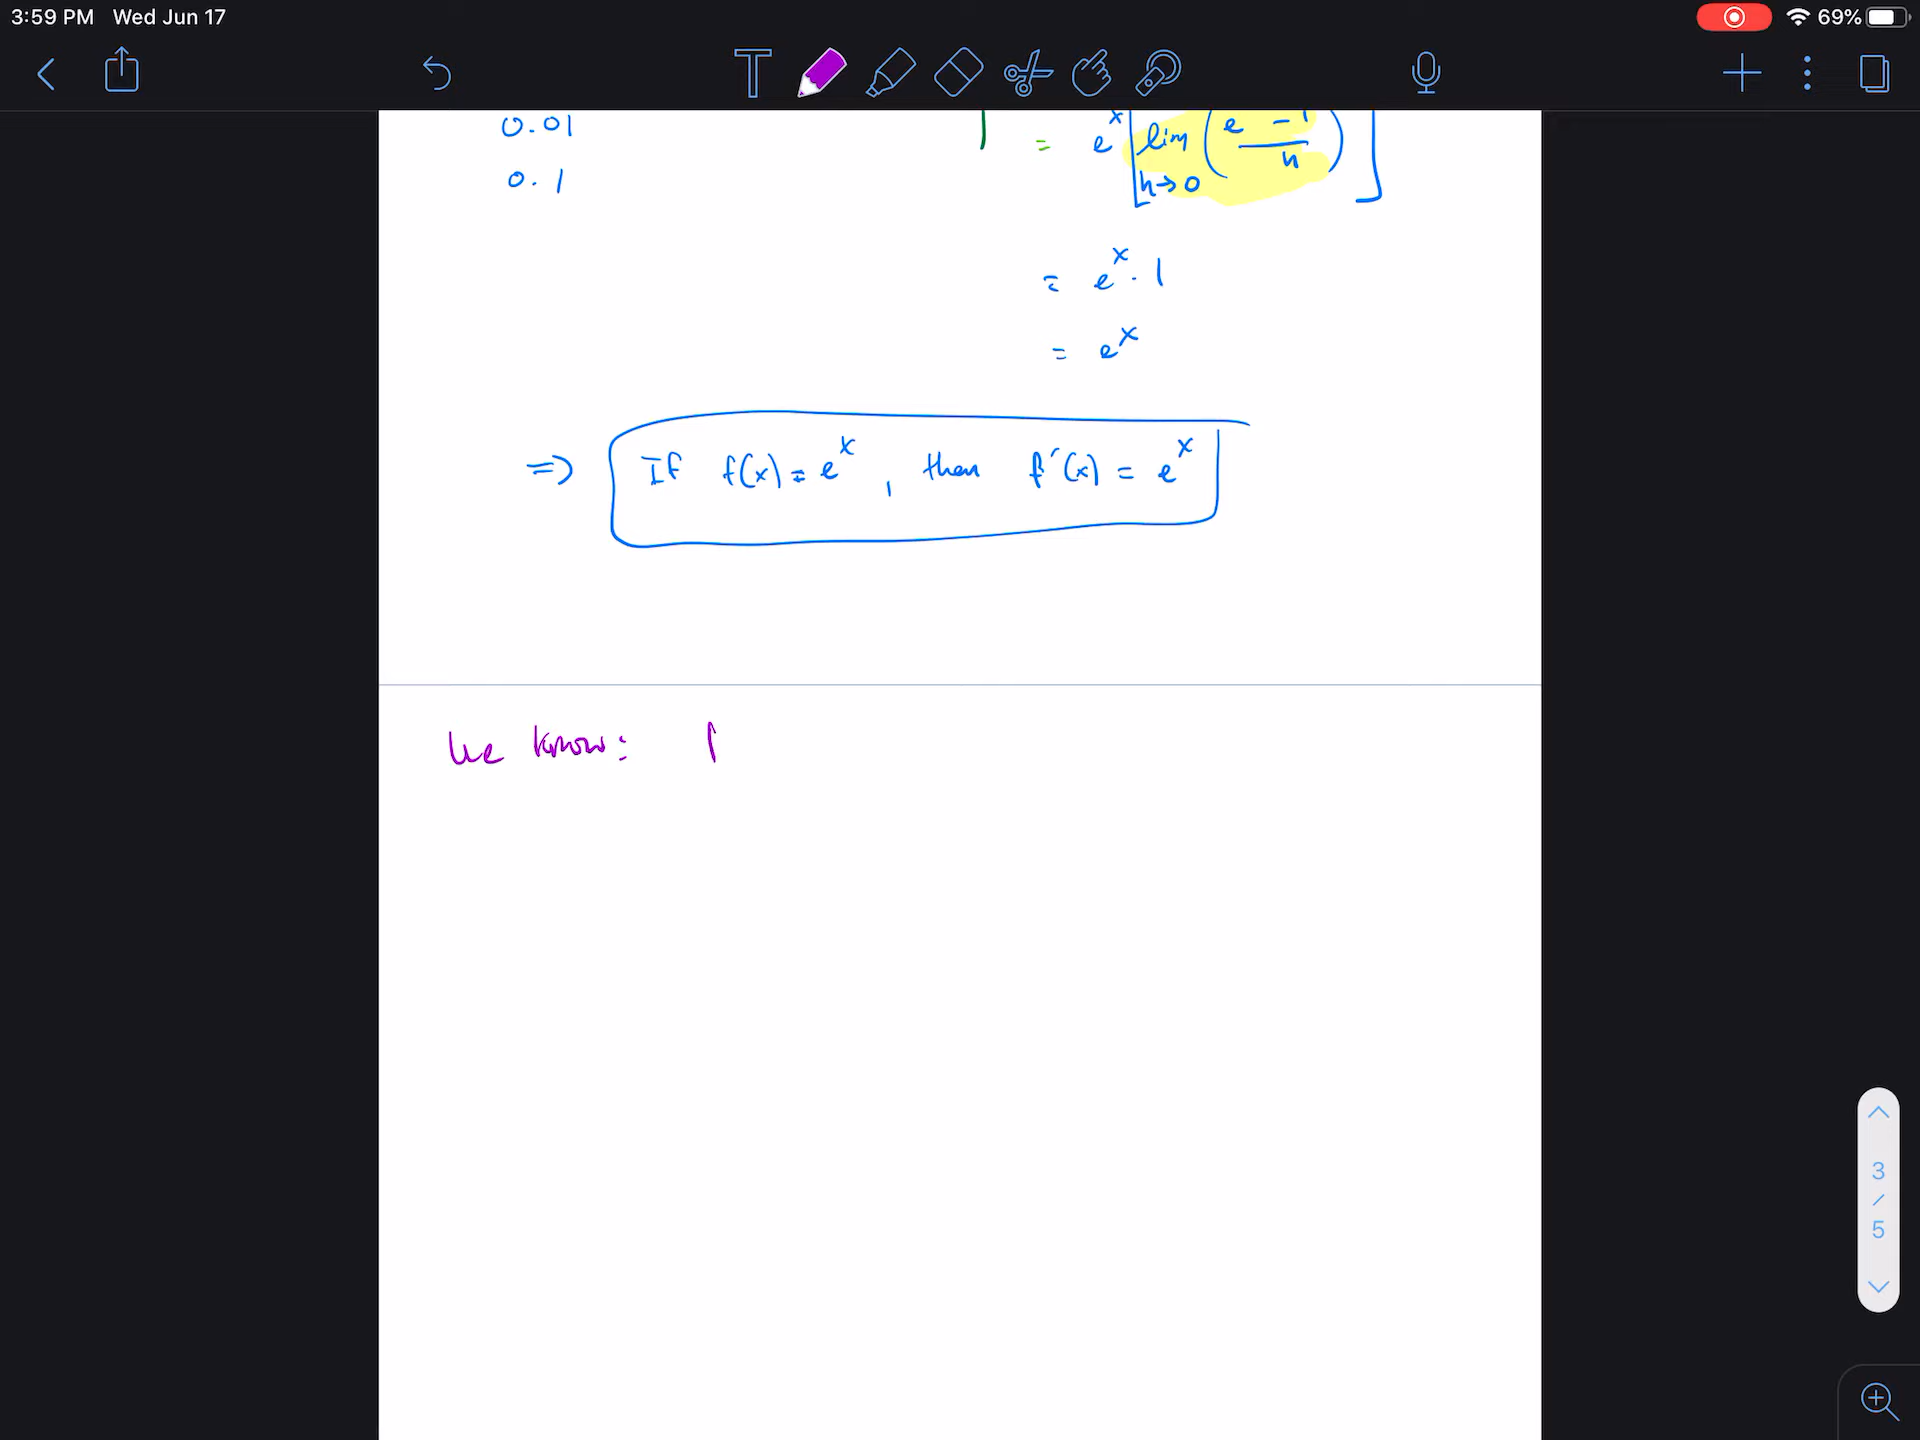 3:59 PM Wed Jun 17
69%
T
0.01
0.1
= e^x [ lim h→0 ( e - 1 / h ) ]
= e^x · 1
= e^x
⇒ If f(x) = e^x , then f'(x) = e^x
We know:
3
/
5